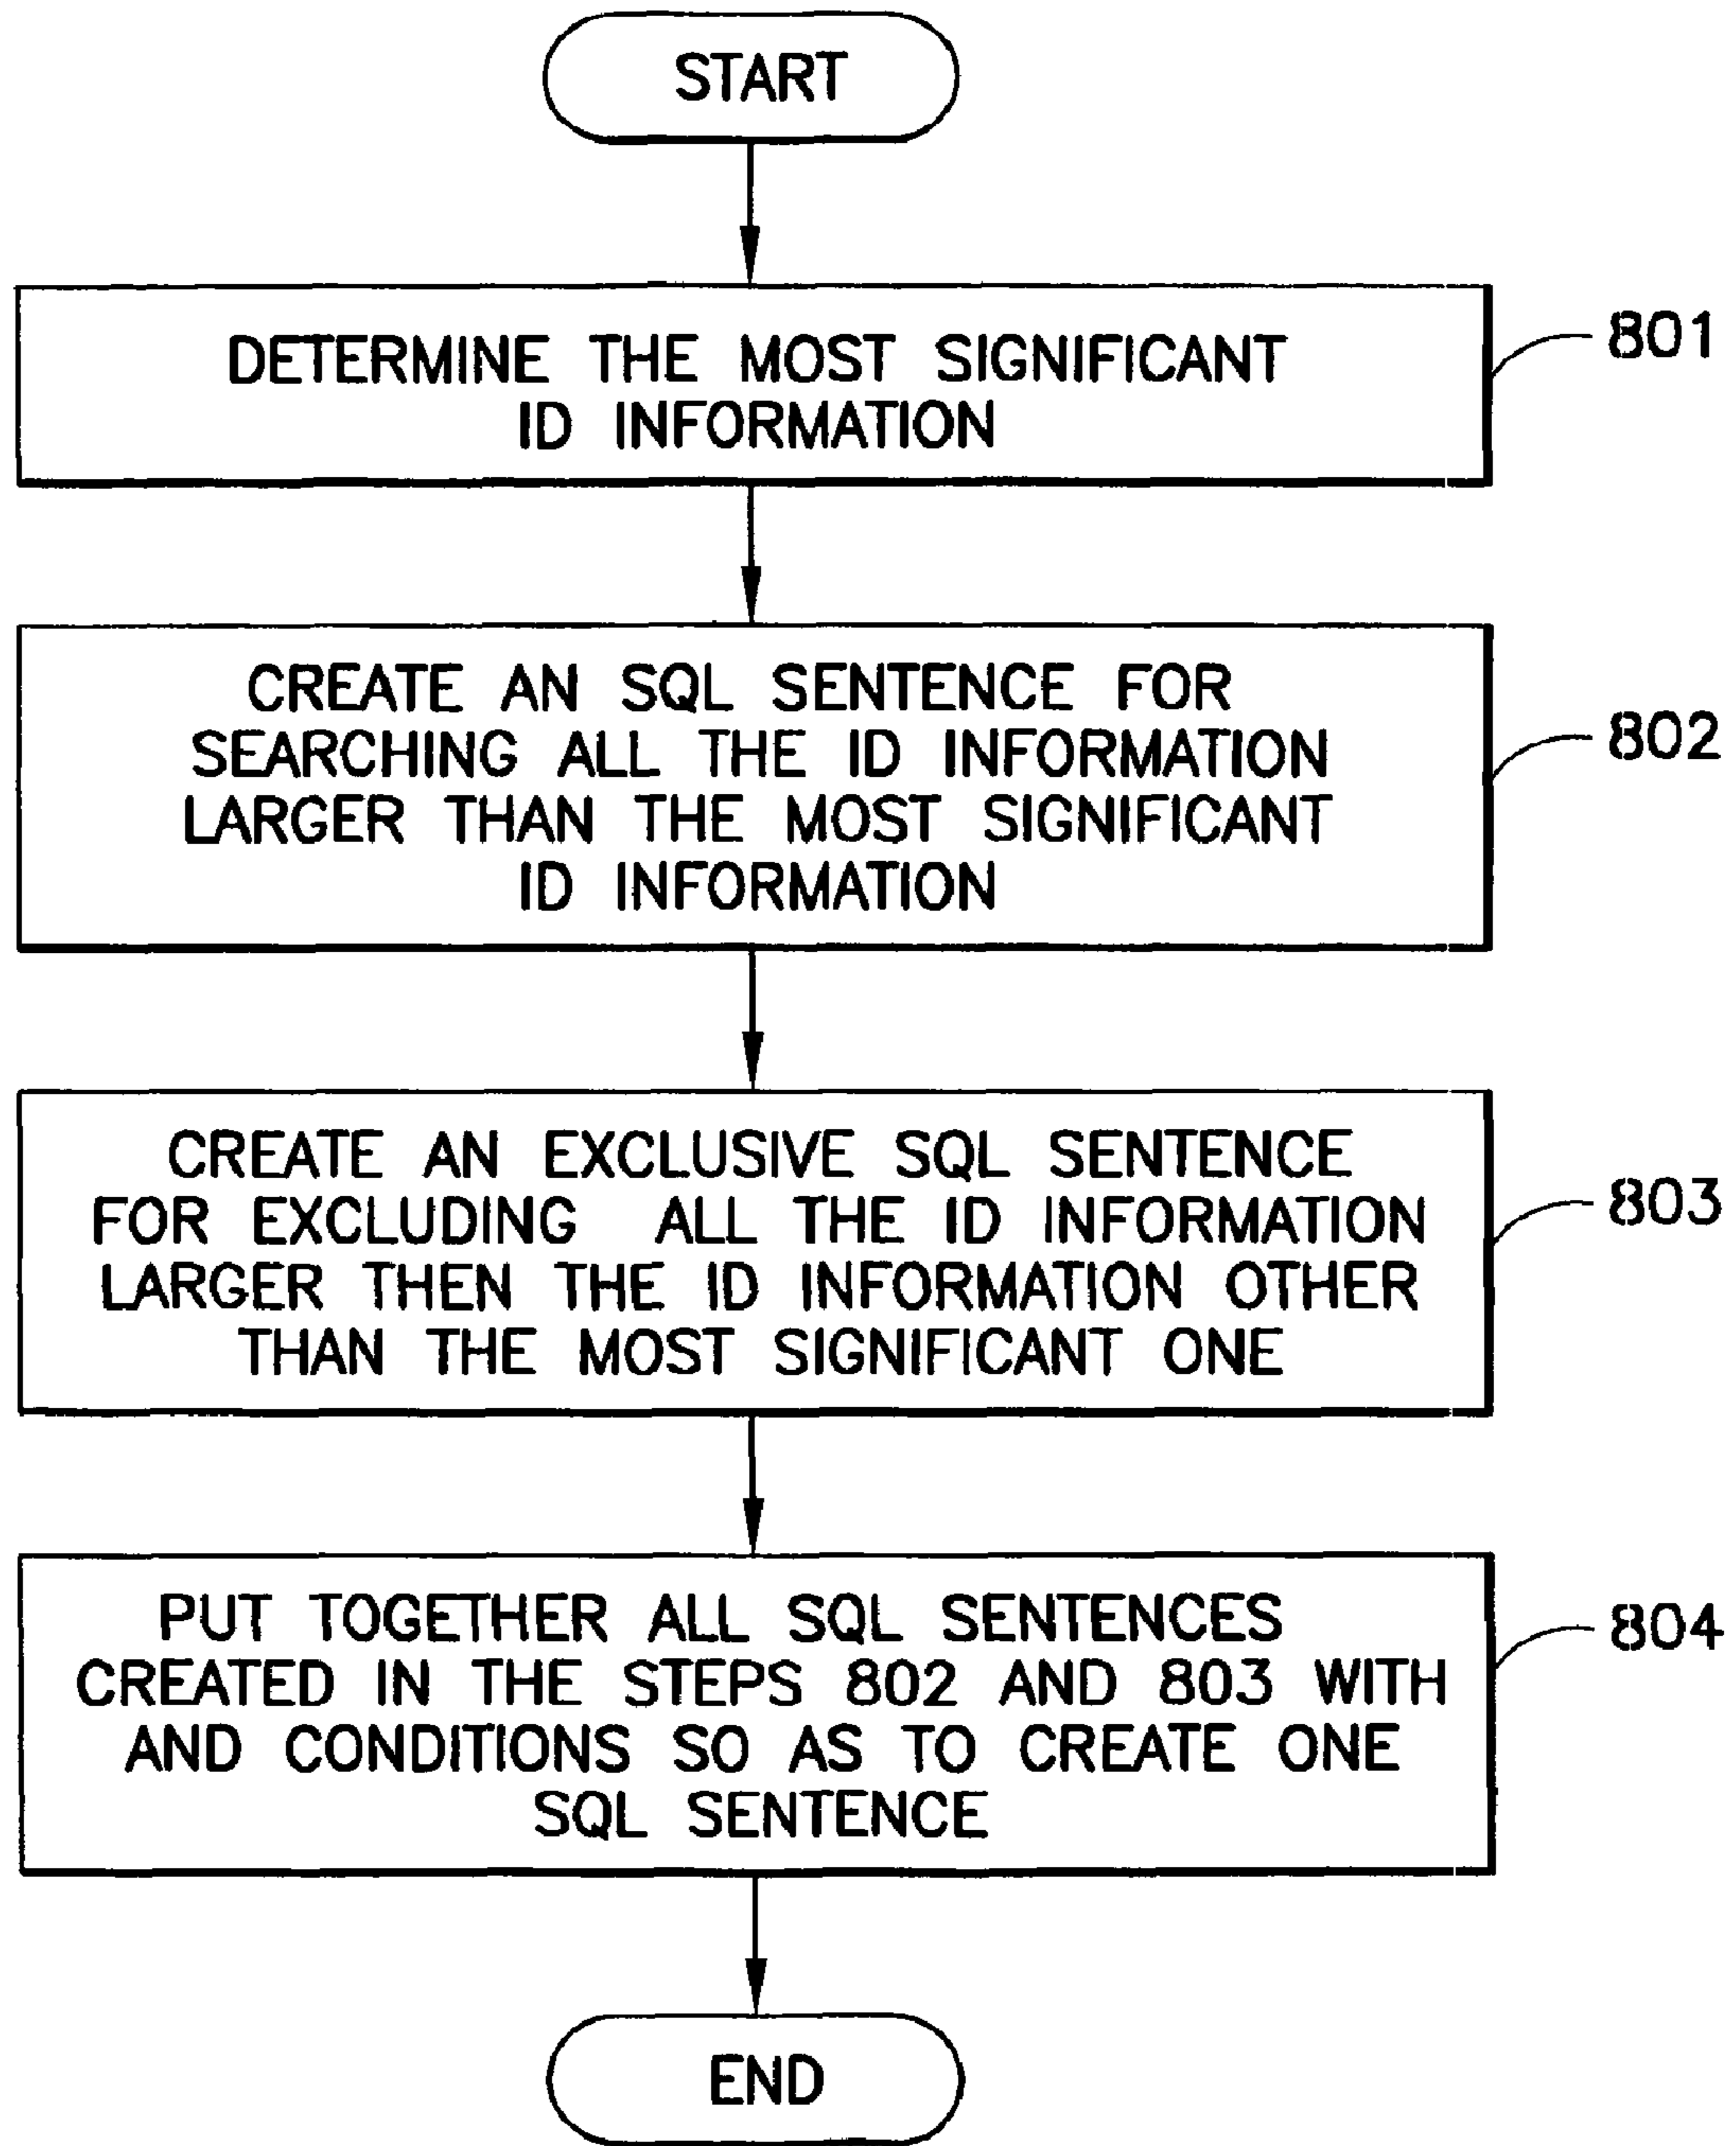 START
DETERMINE THE MOST SIGNIFICANT
ID INFORMATION
801
CREATE AN SQL SENTENCE FOR
SEARCHING ALL THE ID INFORMATION
LARGER THAN THE MOST SIGNIFICANT
ID INFORMATION
802
CREATE AN EXCLUSIVE SQL SENTENCE
FOR EXCLUDING ALL THE ID INFORMATION
LARGER THEN THE ID INFORMATION OTHER
THAN THE MOST SIGNIFICANT ONE
803
PUT TOGETHER ALL SQL SENTENCES
CREATED IN THE STEPS 802 AND 803 WITH
AND CONDITIONS SO AS TO CREATE ONE
SQL SENTENCE
804
END